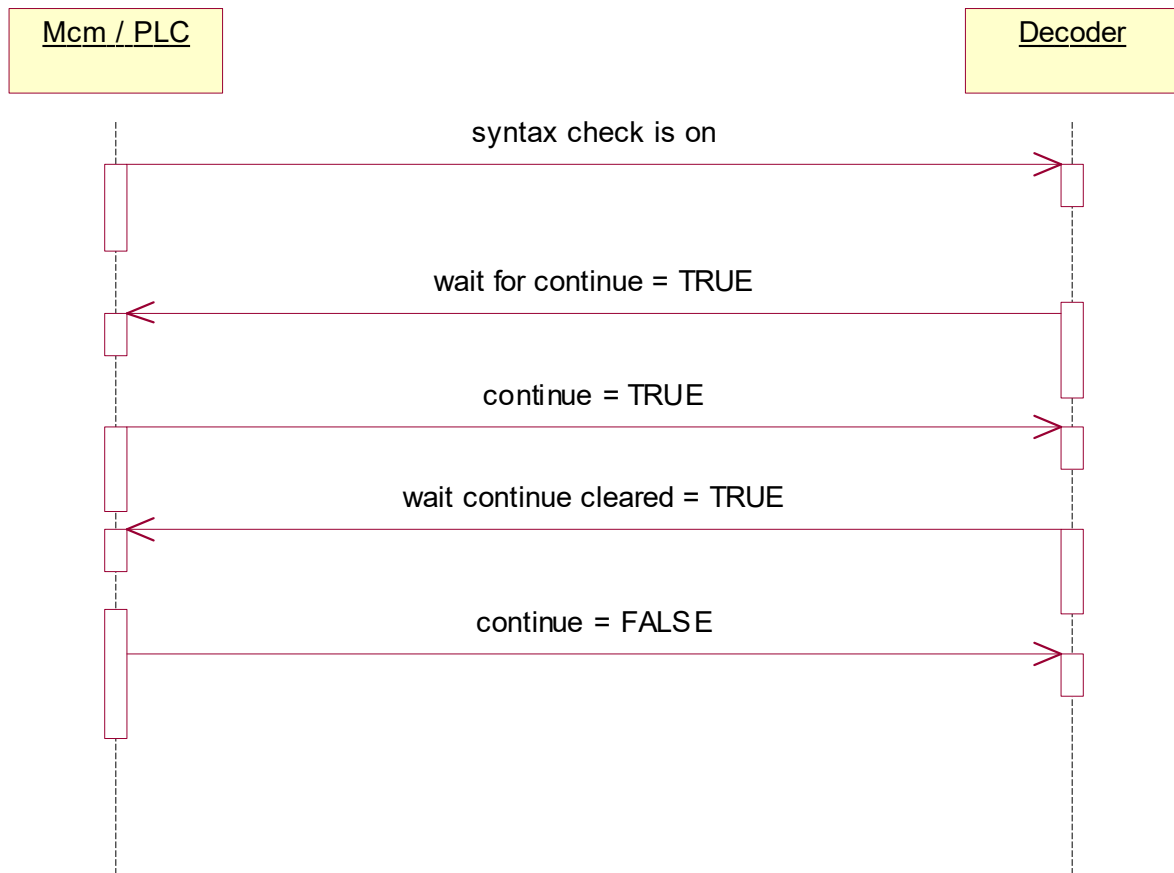 Mcm / PLC
Decoder
syntax check is on
wait for continue = TRUE
continue = TRUE
wait continue cleared = TRUE
continue = FALSE